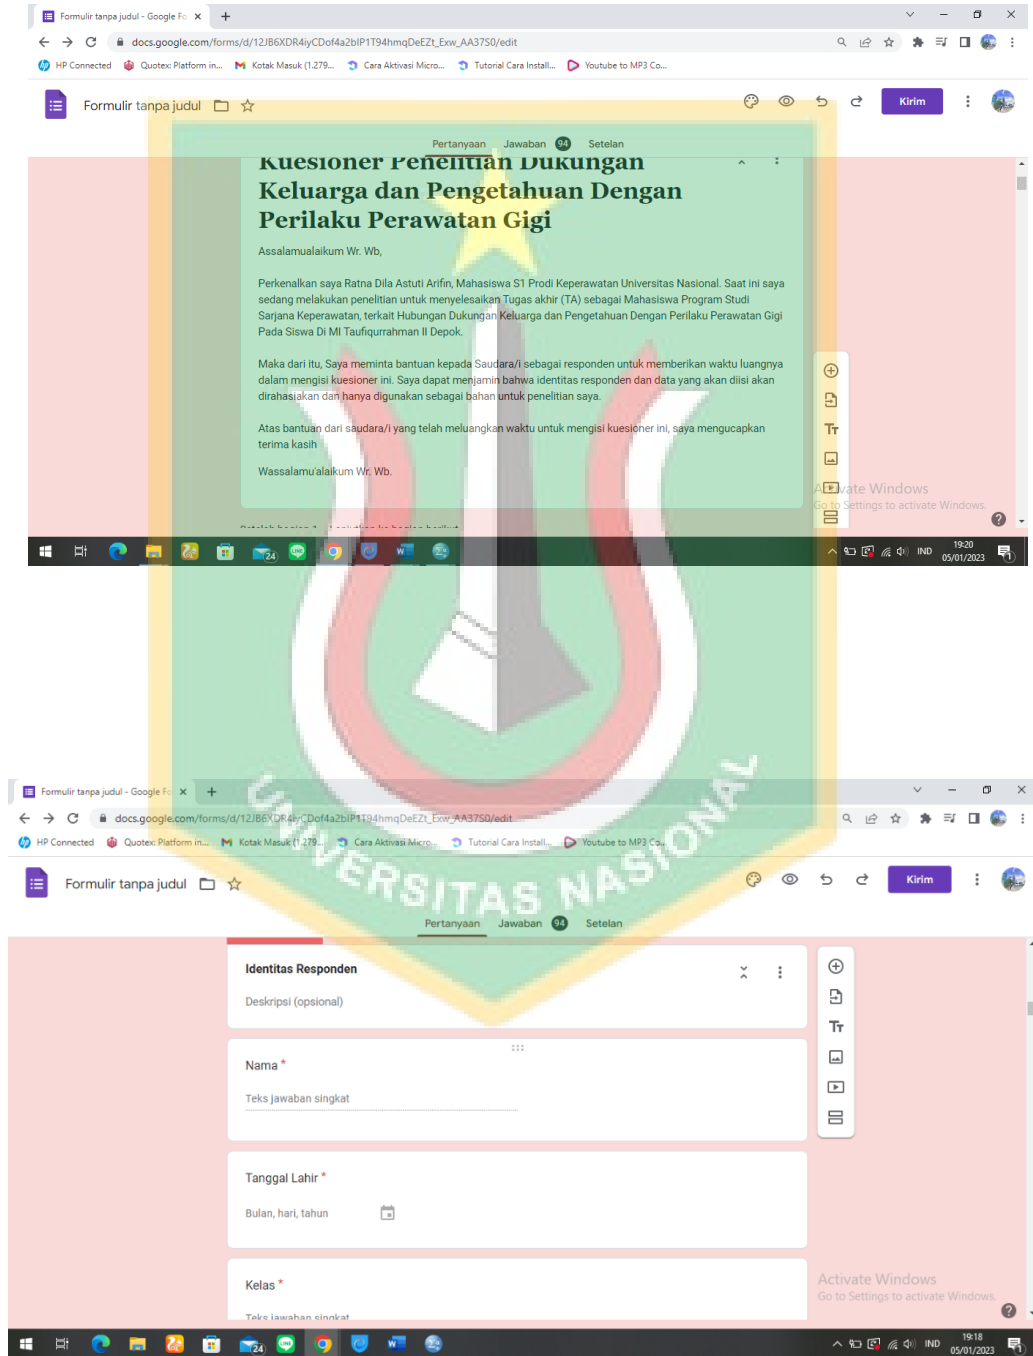 Formulir tanpa judul - Google Fo
docs.google.com/forms/d/12JB6XDR4iyCDof4a2bIP1T94hmqDeEZt_Exw_AA37S0/edit
HP Connected Quotex: Platform in... Kotak Masuk (1.279... Cara Aktivasi Micro... Tutorial Cara Install... Youtube to MP3 Co...
Formulir tanpa judul Kirim
Pertanyaan Jawaban 94 Setelan
Kuesioner Penelitian Dukungan
Keluarga dan Pengetahuan Dengan
Perilaku Perawatan Gigi
Assalamualaikum Wr. Wb,
Perkenalkan saya Ratna Dila Astuti Arifin, Mahasiswa S1 Prodi Keperawatan Universitas Nasional. Saat ini saya
sedang melakukan penelitian untuk menyelesaikan Tugas akhir (TA) sebagai Mahasiswa Program Studi
Sarjana Keperawatan, terkait Hubungan Dukungan Keluarga dan Pengetahuan Dengan Perilaku Perawatan Gigi
Pada Siswa Di MI Taufiqurrahman II Depok.
Maka dari itu, Saya meminta bantuan kepada Saudara/i sebagai responden untuk memberikan waktu luangnya
dalam mengisi kuesioner ini. Saya dapat menjamin bahwa identitas responden dan data yang akan diisi akan
dirahasiakan dan hanya digunakan sebagai bahan untuk penelitian saya.
Atas bantuan dari saudara/i yang telah meluangkan waktu untuk mengisi kuesioner ini, saya mengucapkan
terima kasih
Wassalamu'alaikum Wr. Wb.
Activate Windows
Go to Settings to activate Windows.
Setelah bagian 1 Lanjutkan ke bagian berikut
24 IND 19:20
05/01/2023
UNIVERSITAS NASIONAL
Formulir tanpa judul - Google Fo
docs.google.com/forms/d/12JB6XDR4iyCDof4a2bIP1T94hmqDeEZt_Exw_AA37S0/edit
HP Connected Quotex: Platform in... Kotak Masuk (1.279... Cara Aktivasi Micro... Tutorial Cara Install... Youtube to MP3 Co...
Formulir tanpa judul Kirim
Pertanyaan Jawaban 94 Setelan
Identitas Responden
Deskripsi (opsional)
Nama *
Teks jawaban singkat
Tanggal Lahir *
Bulan, hari, tahun
Kelas *
Teks jawaban singkat
Activate Windows
Go to Settings to activate Windows.
24 IND 19:18
05/01/2023